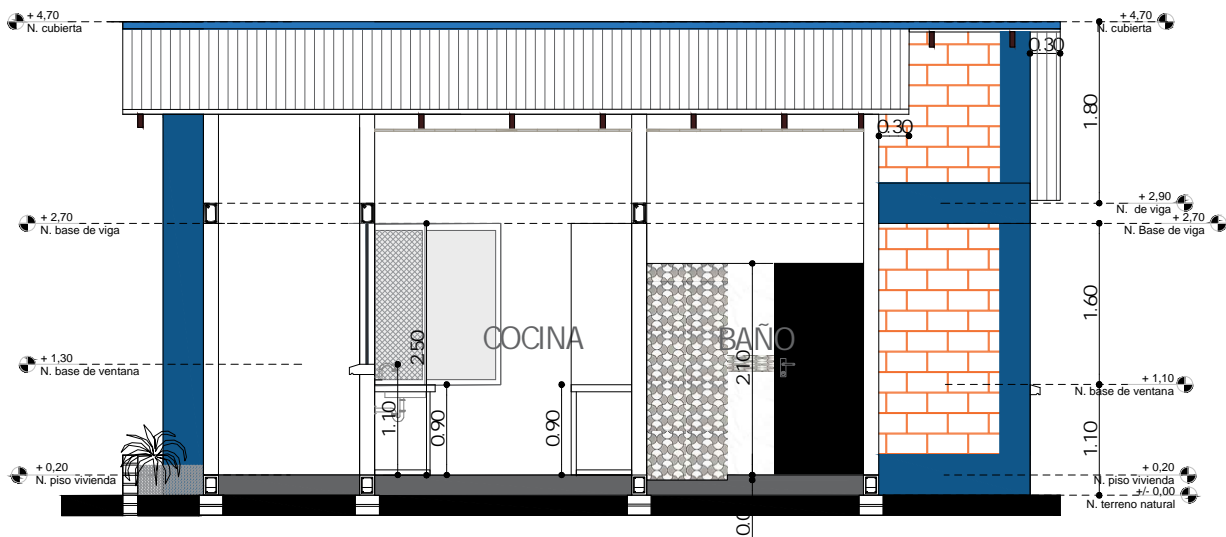 + 4,70
N. cubierta
+ 4,70
N. cubierta
0.30
1.80
0.30
+ 2,90
N. de viga
+ 2,70
N. base de viga
+ 2,70
N. Base de viga
1.60
COCINA
BAÑO
2.50
2.10
+ 1,30
N. base de ventana
+ 1,10
N. base de ventana
1.10
0.90
0.90
1.10
+ 0,20
N. piso vivienda
+ 0,20
N. piso vivienda
+/- 0,00
N. terreno natural